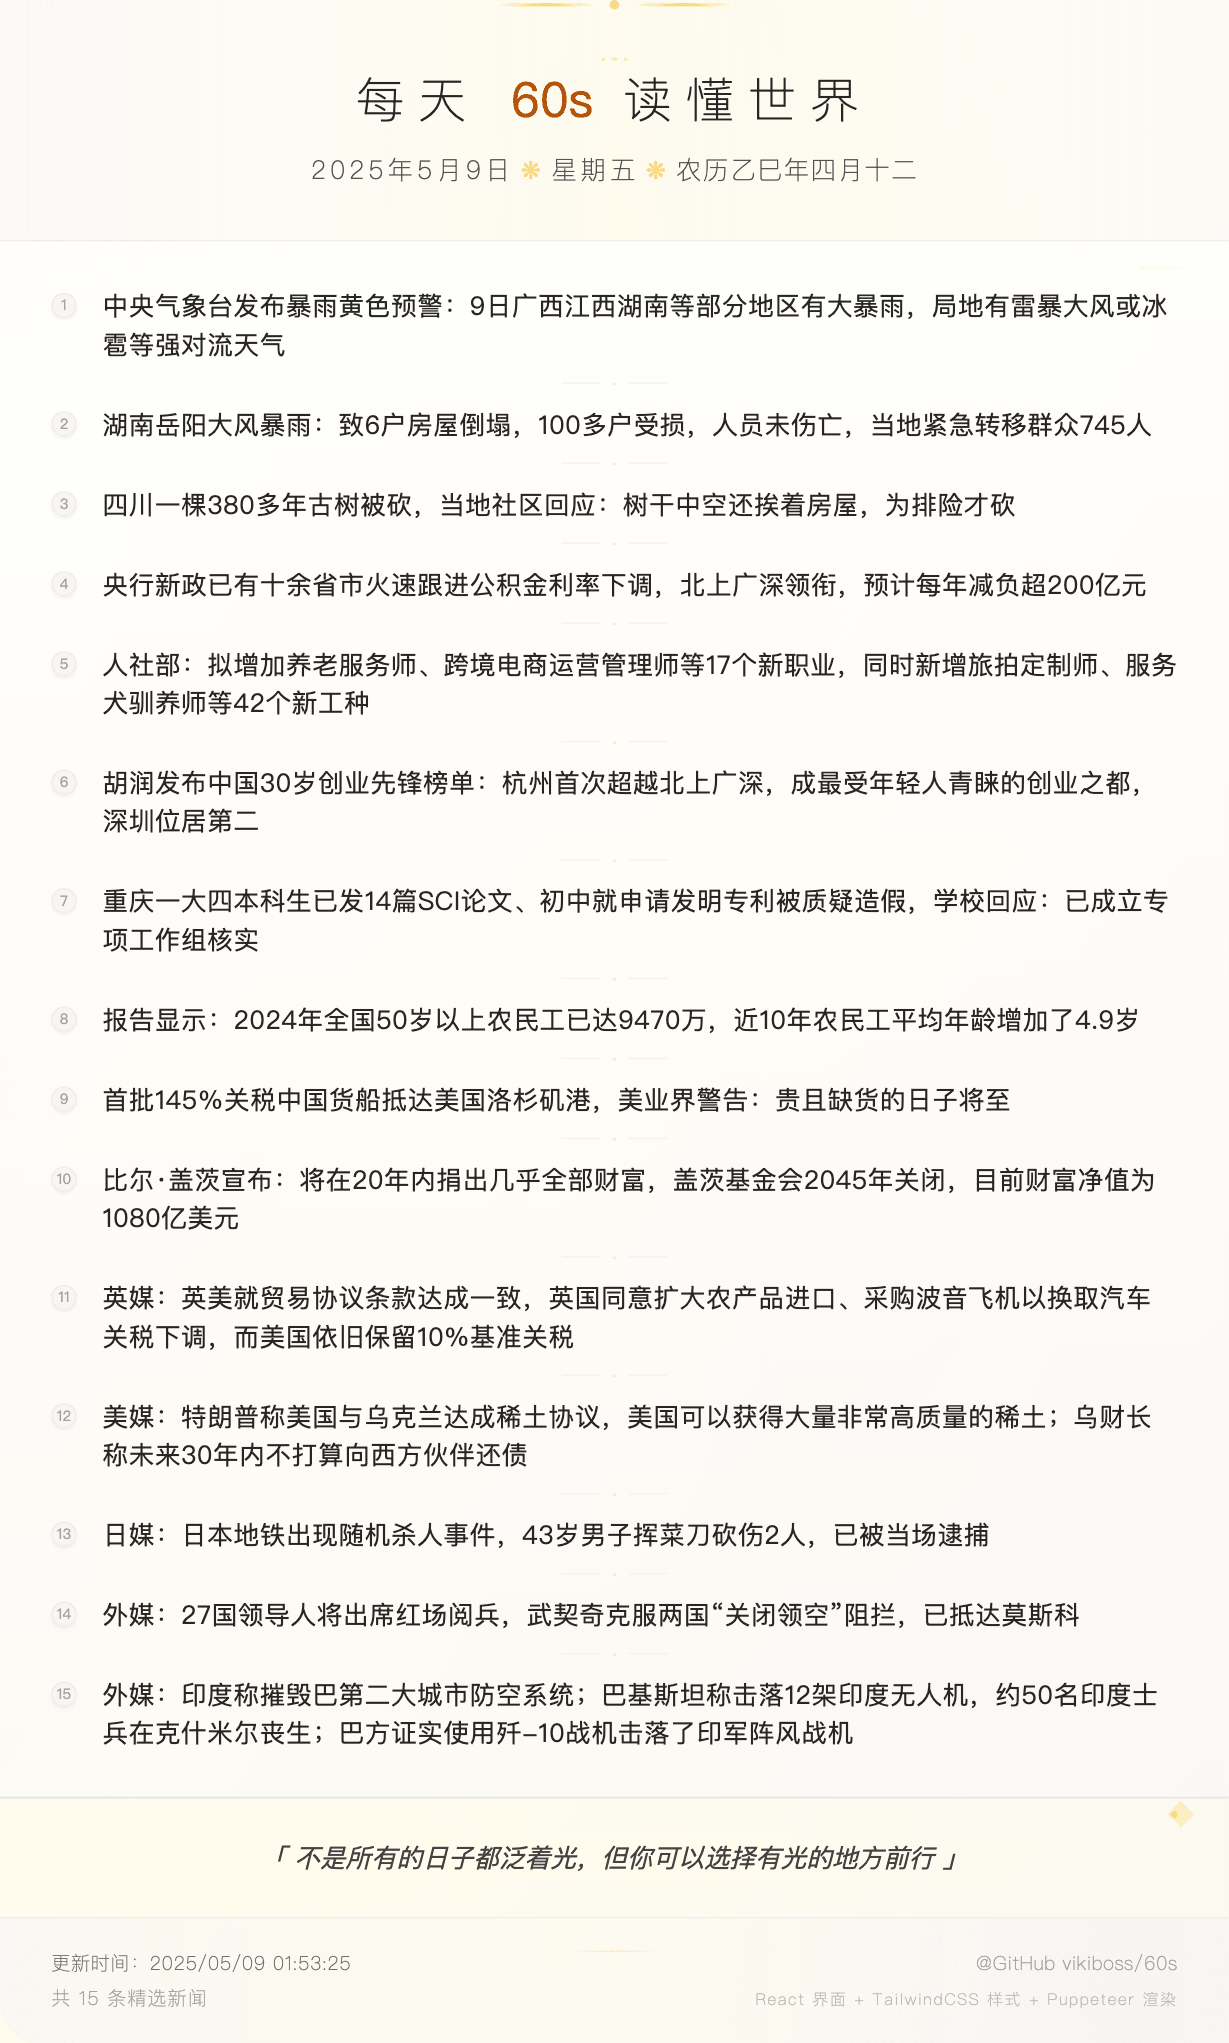 每天 60s 读懂世界
2025年5月9日 ❋ 星期五 ❋ 农历乙巳年四月十二
1 中央气象台发布暴雨黄色预警：9日广西江西湖南等部分地区有大暴雨，局地有雷暴大风或冰
雹等强对流天气
2 湖南岳阳大风暴雨：致6户房屋倒塌，100多户受损，人员未伤亡，当地紧急转移群众745人
3 四川一棵380多年古树被砍，当地社区回应：树干中空还挨着房屋，为排险才砍
4 央行新政已有十余省市火速跟进公积金利率下调，北上广深领衔，预计每年减负超200亿元
5 人社部：拟增加养老服务师、跨境电商运营管理师等17个新职业，同时新增旅拍定制师、服务
犬驯养师等42个新工种
6 胡润发布中国30岁创业先锋榜单：杭州首次超越北上广深，成最受年轻人青睐的创业之都，
深圳位居第二
7 重庆一大四本科生已发14篇SCI论文、初中就申请发明专利被质疑造假，学校回应：已成立专
项工作组核实
8 报告显示：2024年全国50岁以上农民工已达9470万，近10年农民工平均年龄增加了4.9岁
9 首批145%关税中国货船抵达美国洛杉矶港，美业界警告：贵且缺货的日子将至
10 比尔·盖茨宣布：将在20年内捐出几乎全部财富，盖茨基金会2045年关闭，目前财富净值为
1080亿美元
11 英媒：英美就贸易协议条款达成一致，英国同意扩大农产品进口、采购波音飞机以换取汽车
关税下调，而美国依旧保留10%基准关税
12 美媒：特朗普称美国与乌克兰达成稀土协议，美国可以获得大量非常高质量的稀土；乌财长
称未来30年内不打算向西方伙伴还债
13 日媒：日本地铁出现随机杀人事件，43岁男子挥菜刀砍伤2人，已被当场逮捕
14 外媒：27国领导人将出席红场阅兵，武契奇克服两国“关闭领空”阻拦，已抵达莫斯科
15 外媒：印度称摧毁巴第二大城市防空系统；巴基斯坦称击落12架印度无人机，约50名印度士
兵在克什米尔丧生；巴方证实使用歼-10战机击落了印军阵风战机
「 不是所有的日子都泛着光，但你可以选择有光的地方前行 」
更新时间：2025/05/09 01:53:25
@GitHub vikiboss/60s
共 15 条精选新闻
React 界面 + TailwindCSS 样式 + Puppeteer 渲染